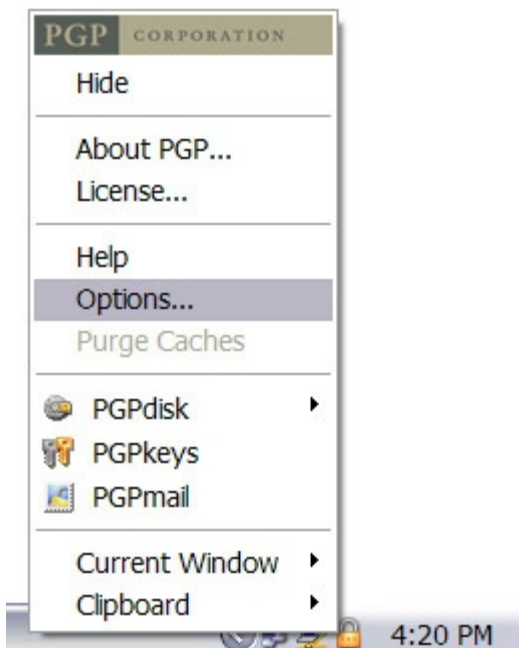 PGP CORPORATION
Hide
About PGP...
License...
Help
Options...
Purge Caches
PGPdisk
PGPkeys
PGPmail
Current Window
Clipboard
4:20 PM